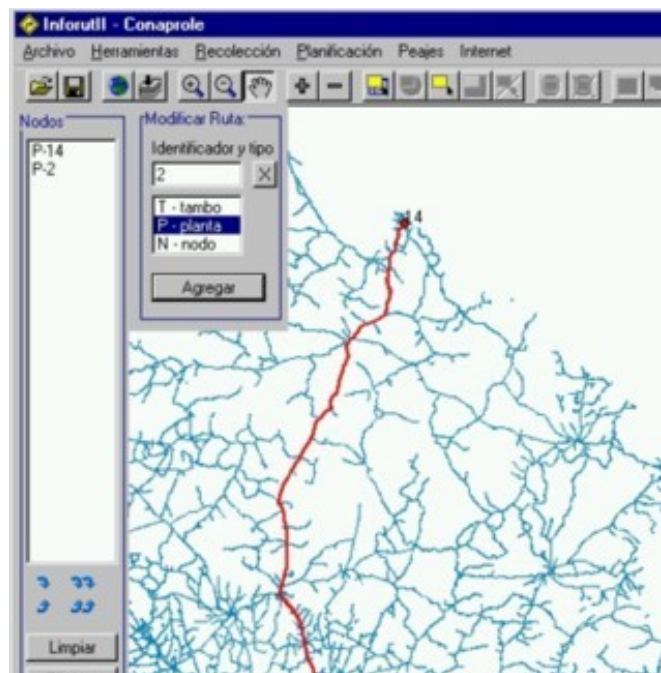 InforutII - Conaprole
Archivo Herramientas Recolección Planificación Peajes Internet
Nodos
P-14
P-2
Modificar Ruta:
Identificador y tipo
2
X
T - tambo
P - planta
N - nodo
Agregar
14
Limpiar